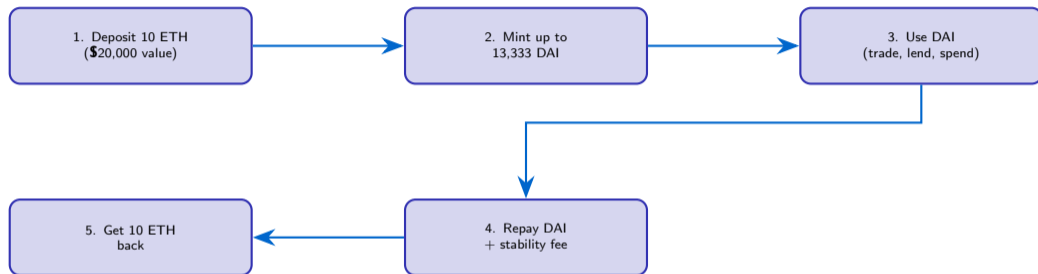 1. Deposit 10 ETH
($20,000 value)
2. Mint up to
13,333 DAI
3. Use DAI
(trade, lend, spend)
4. Repay DAI
+ stability fee
5. Get 10 ETH
back